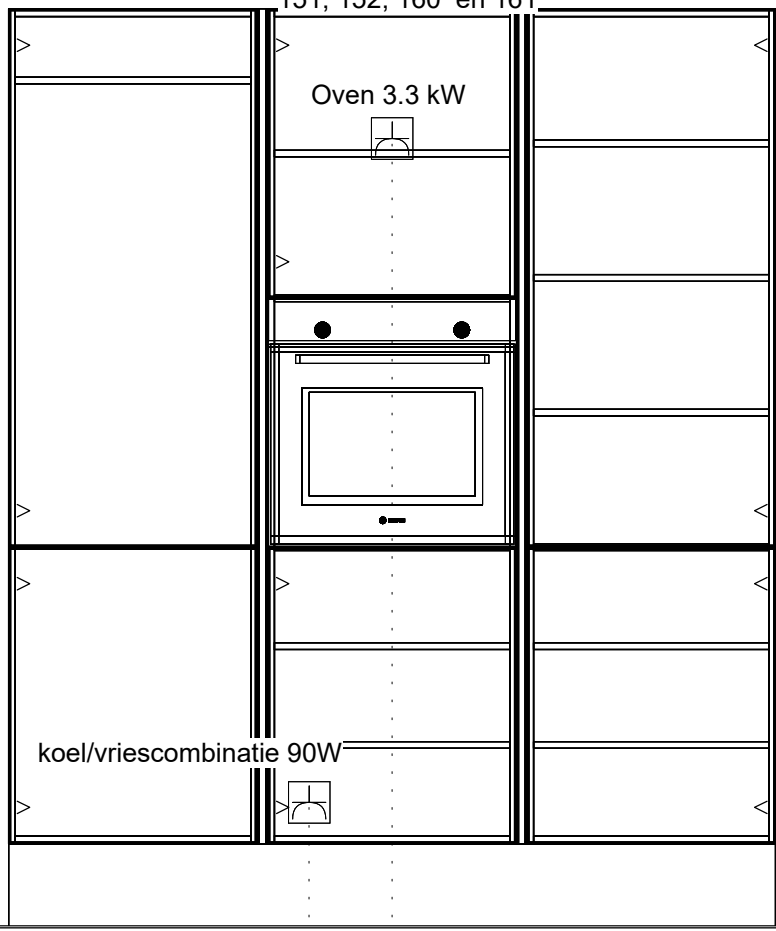 151, 152, 160 en 161
Oven 3.3 kW
koel/vriescombinatie 90W